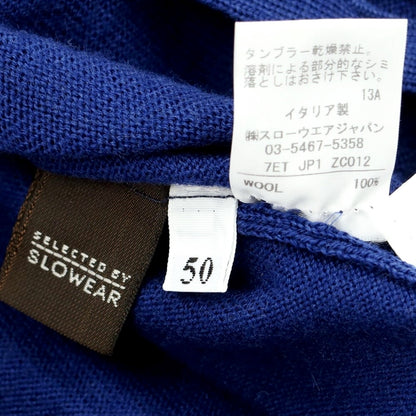 タンブラー乾燥禁止。
溶剤による部分的なシミ
落としはおさけ下さい。
13A
イタリア製
㈱スローウエアジャパン
03-5467-5358
7ET JP1 ZC012
WOOL 100%
SELECTED BY
SLOWEAR
50